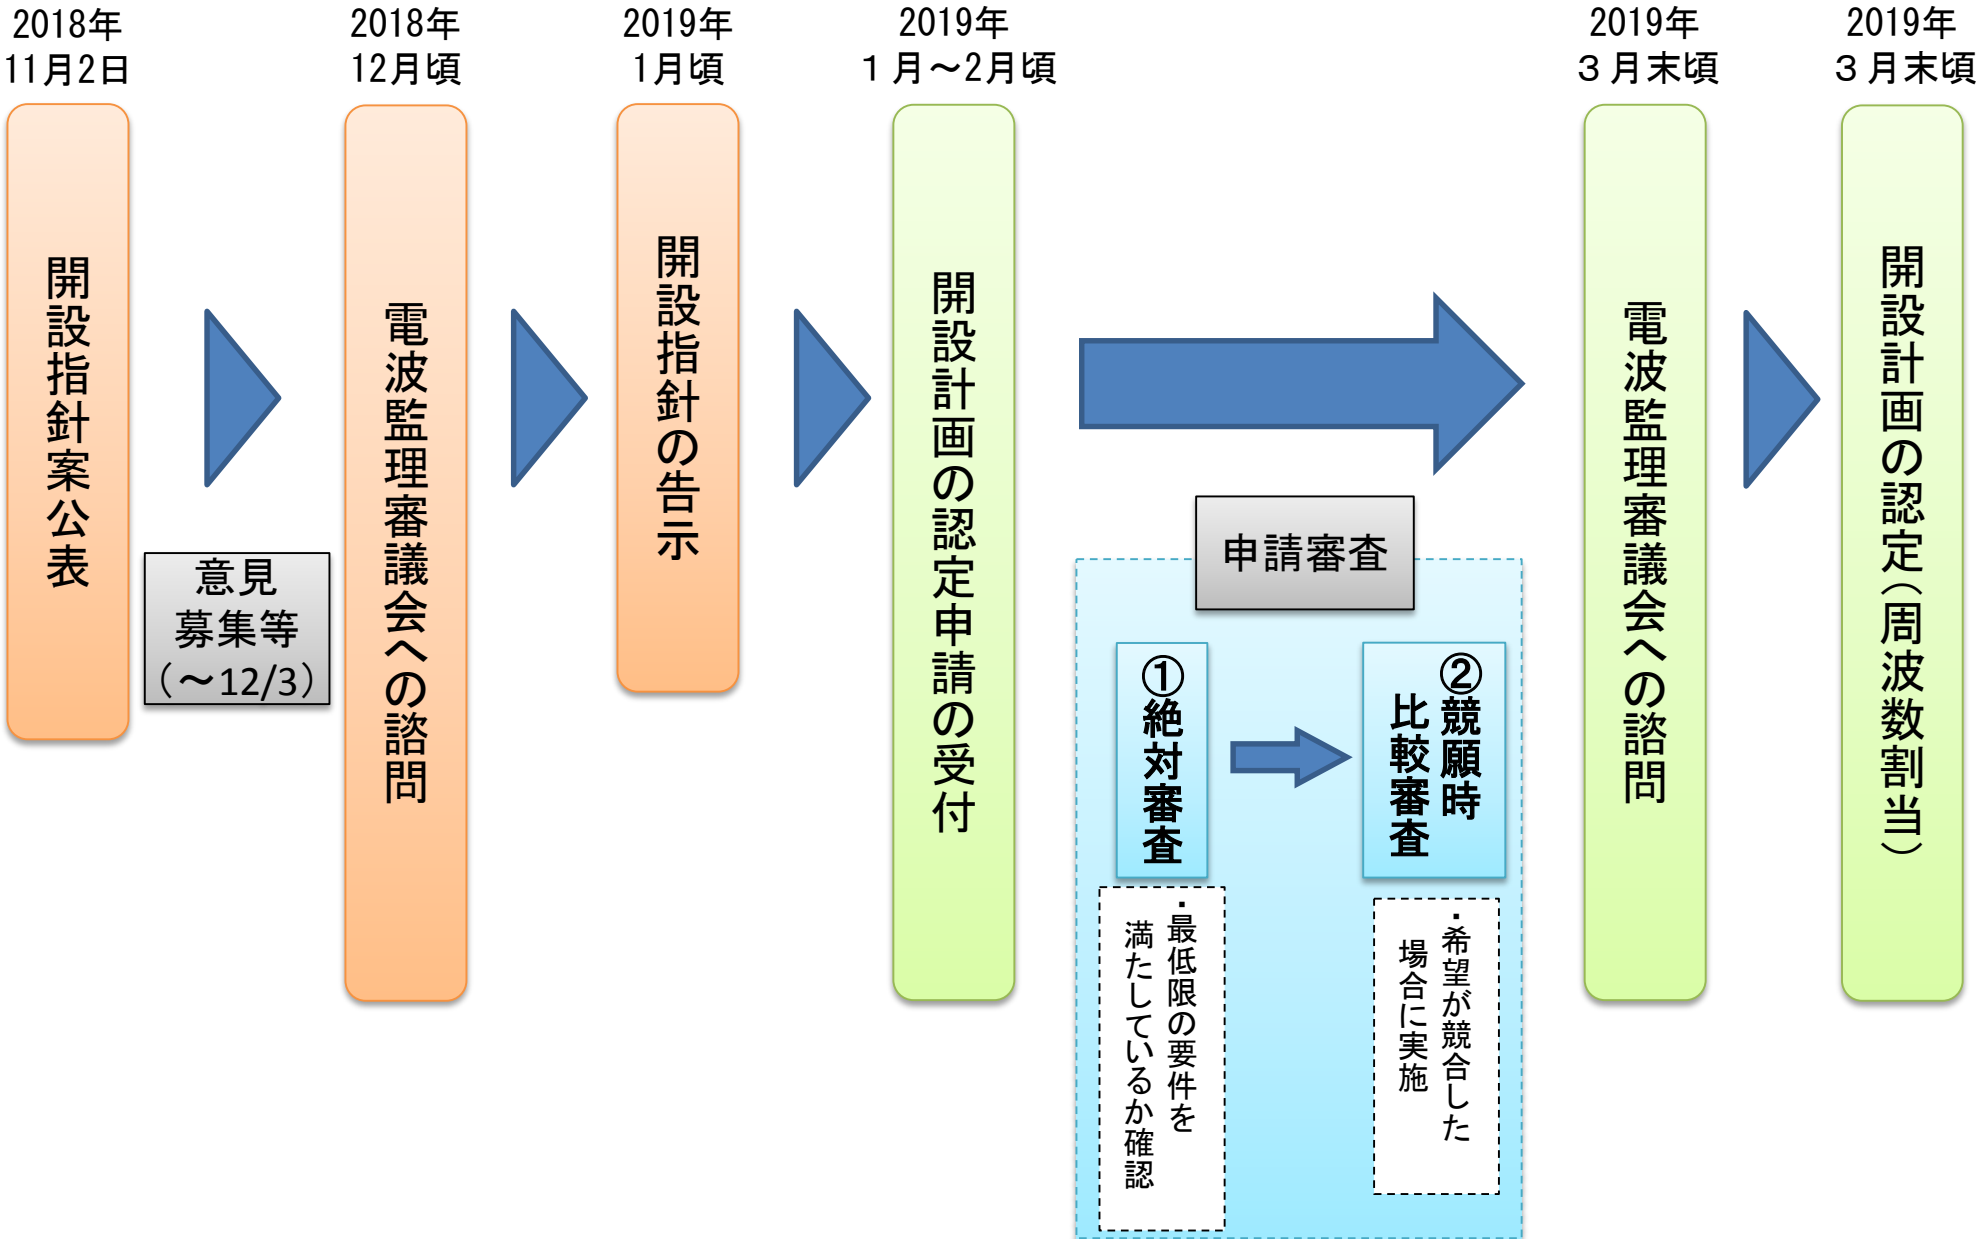 2018年
11月2日
開設指針案公表
意見
募集等
（～12/3）
2018年
12月頃
電波監理審議会への諮問
2019年
1月頃
開設指針の告示
2019年
１月～2月頃
開設計画の認定申請の受付
申請審査
①絶対審査
・最低限の要件を
満たしているか確認
②競願時
比較審査
・希望が競合した
場合に実施
2019年
３月末頃
電波監理審議会への諮問
2019年
３月末頃
開設計画の認定（周波数割当）